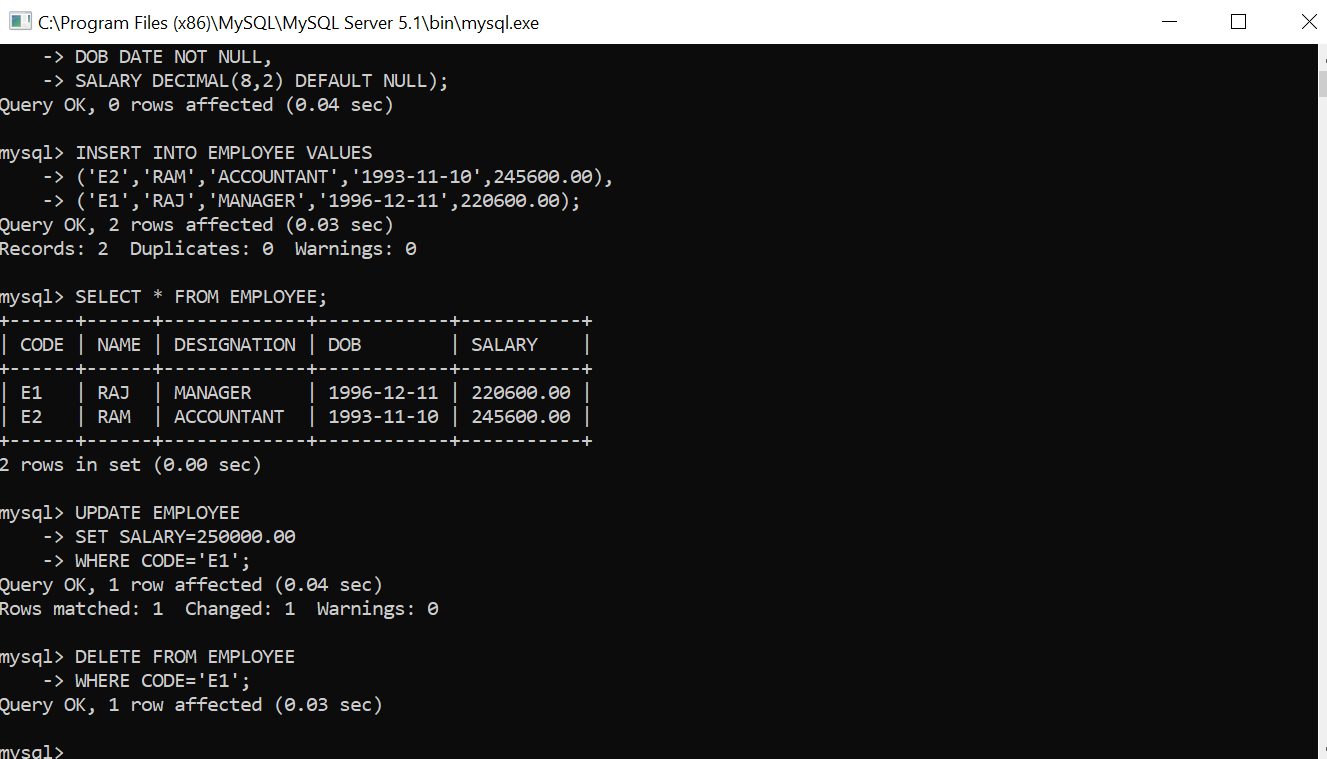 C:\Program Files (x86)\MySQL\MySQL Server 5.1\bin\mysql.exe
    -> DOB DATE NOT NULL,
    -> SALARY DECIMAL(8,2) DEFAULT NULL);
Query OK, 0 rows affected (0.04 sec)

mysql> INSERT INTO EMPLOYEE VALUES
    -> ('E2','RAM','ACCOUNTANT','1993-11-10',245600.00),
    -> ('E1','RAJ','MANAGER','1996-12-11',220600.00);
Query OK, 2 rows affected (0.03 sec)
Records: 2  Duplicates: 0  Warnings: 0

mysql> SELECT * FROM EMPLOYEE;
+------+------+-------------+------------+-----------+
| CODE | NAME | DESIGNATION | DOB        | SALARY    |
+------+------+-------------+------------+-----------+
| E1   | RAJ  | MANAGER     | 1996-12-11 | 220600.00 |
| E2   | RAM  | ACCOUNTANT  | 1993-11-10 | 245600.00 |
+------+------+-------------+------------+-----------+
2 rows in set (0.00 sec)

mysql> UPDATE EMPLOYEE
    -> SET SALARY=250000.00
    -> WHERE CODE='E1';
Query OK, 1 row affected (0.04 sec)
Rows matched: 1  Changed: 1  Warnings: 0

mysql> DELETE FROM EMPLOYEE
    -> WHERE CODE='E1';
Query OK, 1 row affected (0.03 sec)

mysql>